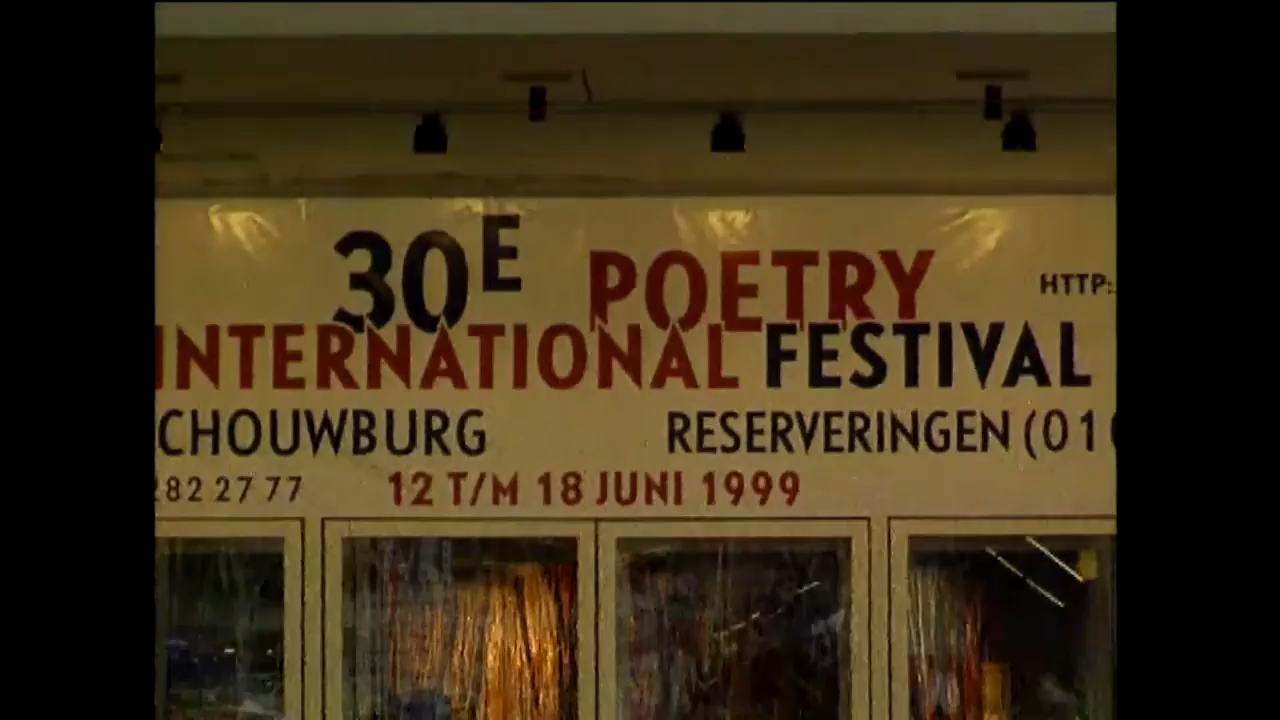 30E POETRY
HTTP:
INTERNATIONAL FESTIVAL
CHOUWBURG RESERVERINGEN (01
282 27 77 12 T/M 18 JUNI 1999